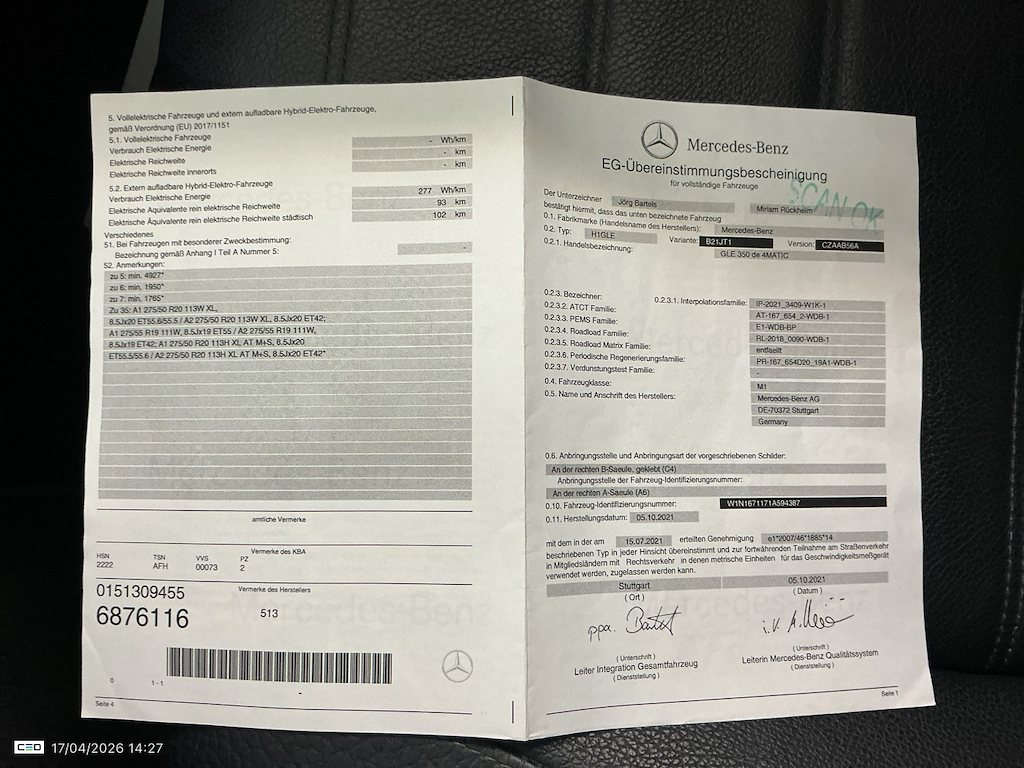 5. Vollelektrische Fahrzeuge und extern aufladbare Hybrid-Elektro-Fahrzeuge,
gemäß Verordnung (EU) 2017/1151
5.1. Vollelektrische Fahrzeuge
Verbrauch Elektrische Energie - Wh/km
Elektrische Reichweite - km
Elektrische Reichweite innerorts - km
5.2. Extern aufladbare Hybrid-Elektro-Fahrzeuge
Verbrauch Elektrische Energie 277 Wh/km
Elektrische Äquivalente rein elektrische Reichweite 93 km
Elektrische Äquivalente rein elektrische Reichweite städtisch 102 km
Verschiedenes
51. Bei Fahrzeugen mit besonderer Zweckbestimmung:
Bezeichnung gemäß Anhang I Teil A Nummer 5: -
52. Anmerkungen:
zu 5: min. 4927*
zu 6: min. 1950*
zu 7: min. 1765*
Zu 35: A1 275/50 R20 113W XL,
8.5Jx20 ET55.6/55.5 / A2 275/50 R20 113W XL, 8.5Jx20 ET42;
A1 275/55 R19 111W, 8.5Jx19 ET55 / A2 275/55 R19 111W,
8.5Jx19 ET42; A1 275/50 R20 113H XL AT M+S, 8.5Jx20
ET55.5/55.6 / A2 275/50 R20 113H XL AT M+S, 8.5Jx20 ET42*
amtliche Vermerke
Vermerke des KBA
HSN TSN VVS PZ
2222 AFH 00073 2
0151309455 Vermerke des Herstellers
6876116 513
0 1 - 1 -
Seite 4
Mercedes-Benz
EG-Übereinstimmungsbescheinigung
für vollständige Fahrzeuge
SCAN OK
Der Unterzeichner Jörg Bartels Miriam Rückheim
bestätigt hiermit, dass das unten bezeichnete Fahrzeug
0.1. Fabrikmarke (Handelsname des Herstellers): Mercedes-Benz
0.2. Typ: H1GLE Variante: B21JT1 Version: CZAAB56A
0.2.1. Handelsbezeichnung: GLE 350 de 4MATIC
0.2.3. Bezeichner: 0.2.3.1. Interpolationsfamilie: IP-2021_3409-W1K-1
0.2.3.2. ATCT Familie: AT-167_654_2-WDB-1
0.2.3.3. PEMS Familie: E1-WDB-BP
0.2.3.4. Roadload Familie: RL-2018_0090-WDB-1
0.2.3.5. Roadload Matrix Familie: entfaellt
0.2.3.6. Periodische Regenerierungsfamilie: PR-167_654D20_19A1-WDB-1
0.2.3.7. Verdunstungstest Familie: -
0.4. Fahrzeugklasse: M1
0.5. Name und Anschrift des Herstellers: Mercedes-Benz AG
DE-70372 Stuttgart
Germany
0.6. Anbringungsstelle und Anbringungsart der vorgeschriebenen Schilder:
An der rechten B-Saeule, geklebt (C4)
Anbringungsstelle der Fahrzeug-Identifizierungsnummer:
An der rechten A-Saeule (A6)
0.10. Fahrzeug-Identifizierungsnummer: W1N1671171A594387
0.11. Herstellungsdatum: 05.10.2021
mit dem in der am 15.07.2021 erteilten Genehmigung e1*2007/46*1885*14
beschriebenen Typ in jeder Hinsicht übereinstimmt und zur fortwährenden Teilnahme am Straßenverkehr
in Mitgliedsländern mit Rechtsverkehr in denen metrische Einheiten für das Geschwindigkeitsmeßgerät
verwendet werden, zugelassen werden kann.
Stuttgart 05.10.2021
(Ort) (Datum)
ppa. Bartels i.V.
(Unterschrift) (Unterschrift)
Leiter Integration Gesamtfahrzeug Leiterin Mercedes-Benz Qualitätssystem
(Dienststellung) (Dienststellung)
Seite 1
CEO 17/04/2026 14:27